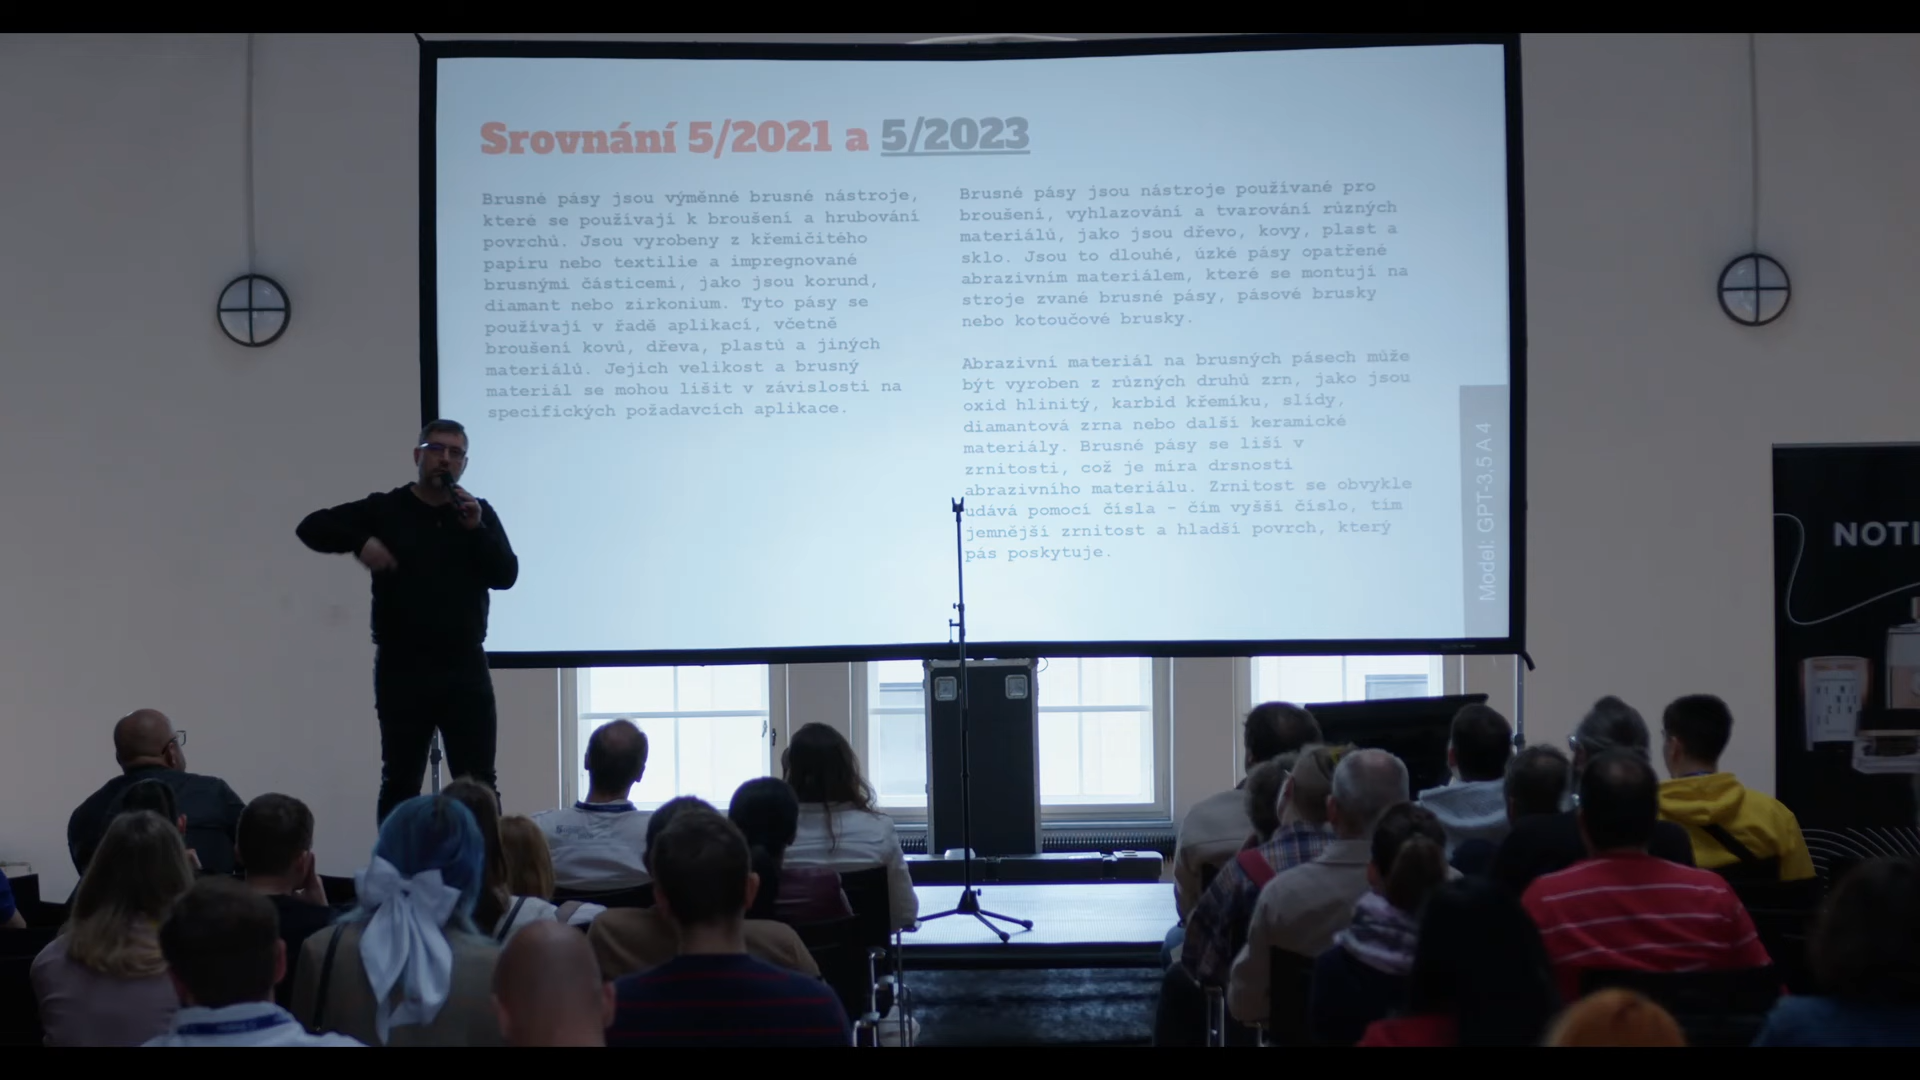 Srovnání 5/2021 a 5/2023
Brusné pásy jsou výměnné brusné nástroje,
které se používají k broušení a hrubování
povrchů. Jsou vyrobeny z křemičitého
papíru nebo textilie a impregnované
brusnými částicemi, jako jsou korund,
diamant nebo zirkonium. Tyto pásy se
používají v řadě aplikací, včetně
broušení kovů, dřeva, plastů a jiných
materiálů. Jejich velikost a brusný
materiál se mohou lišit v závislosti na
specifických požadavcích aplikace.
Brusné pásy jsou nástroje používané pro
broušení, vyhlazování a tvarování různých
materiálů, jako jsou dřevo, kovy, plast a
sklo. Jsou to dlouhé, úzké pásy opatřené
abrazivním materiálem, které se montují na
stroje zvané brusné pásy, pásové brusky
nebo kotoučové brusky.
Abrazivní materiál na brusných pásech může
být vyroben z různých druhů zrn, jako jsou
oxid hlinitý, karbid křemíku, slídy,
diamantová zrna nebo další keramické
materiály. Brusné pásy se liší v
zrnitosti, což je míra drsnosti
abrazivního materiálu. Zrnitost se obvykle
udává pomocí čísla - čím vyšší číslo, tím
jemnější zrnitost a hladší povrch, který
pás poskytuje.
Model: GPT-3,5 A 4
NOTI